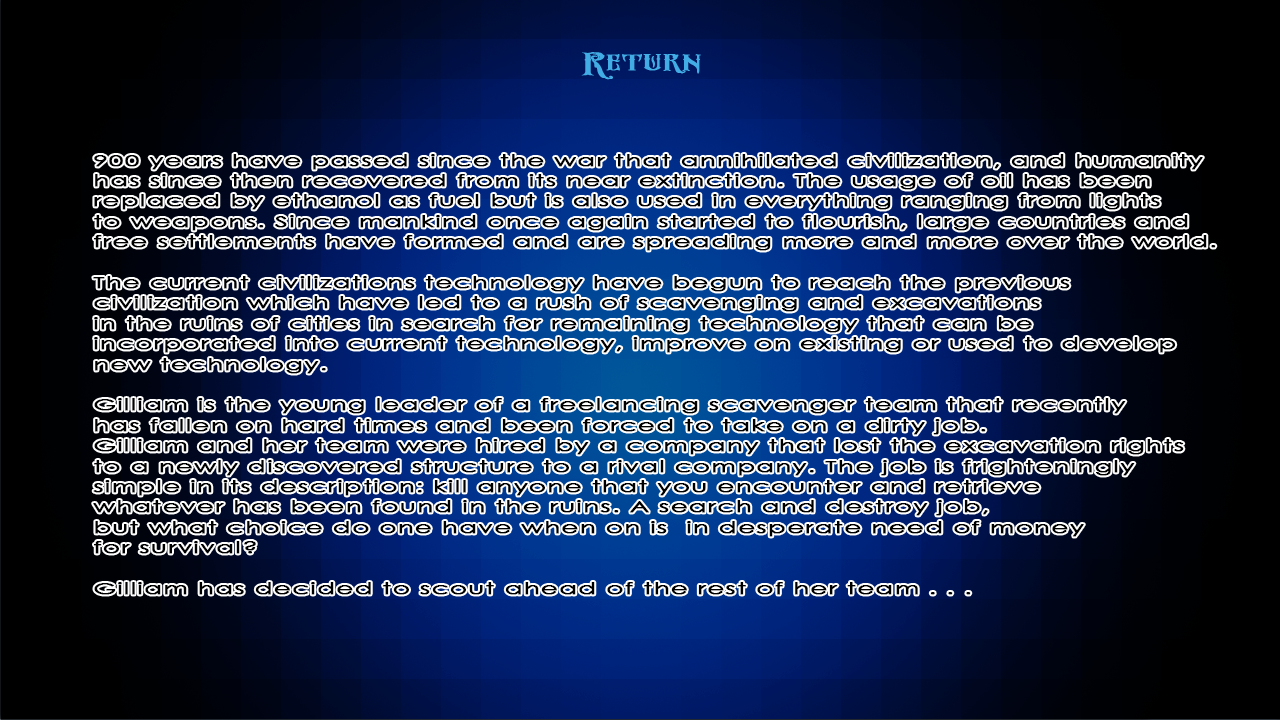 Return
900 years have passed since the war that annihilated civilization, and humanity
has since then recovered from its near extinction. The usage of oil has been
replaced by ethanol as fuel but is also used in everything ranging from lights
to weapons. Since mankind once again started to flourish, large countries and
free settlements have formed and are spreading more and more over the world.
The current civilizations technology have begun to reach the previous
civilization which have led to a rush of scavenging and excavations
in the ruins of cities in search for remaining technology that can be
incorporated into current technology, improve on existing or used to develop
new technology.
Gilliam is the young leader of a freelancing scavenger team that recently
has fallen on hard times and been forced to take on a dirty job.
Gilliam and her team were hired by a company that lost the excavation rights
to a newly discovered structure to a rival company. The job is frighteningly
simple in its description: kill anyone that you encounter and retrieve
whatever has been found in the ruins. A search and destroy job,
but what choice do one have when on is  in desperate need of money
for survival?
Gilliam has decided to scout ahead of the rest of her team . . .